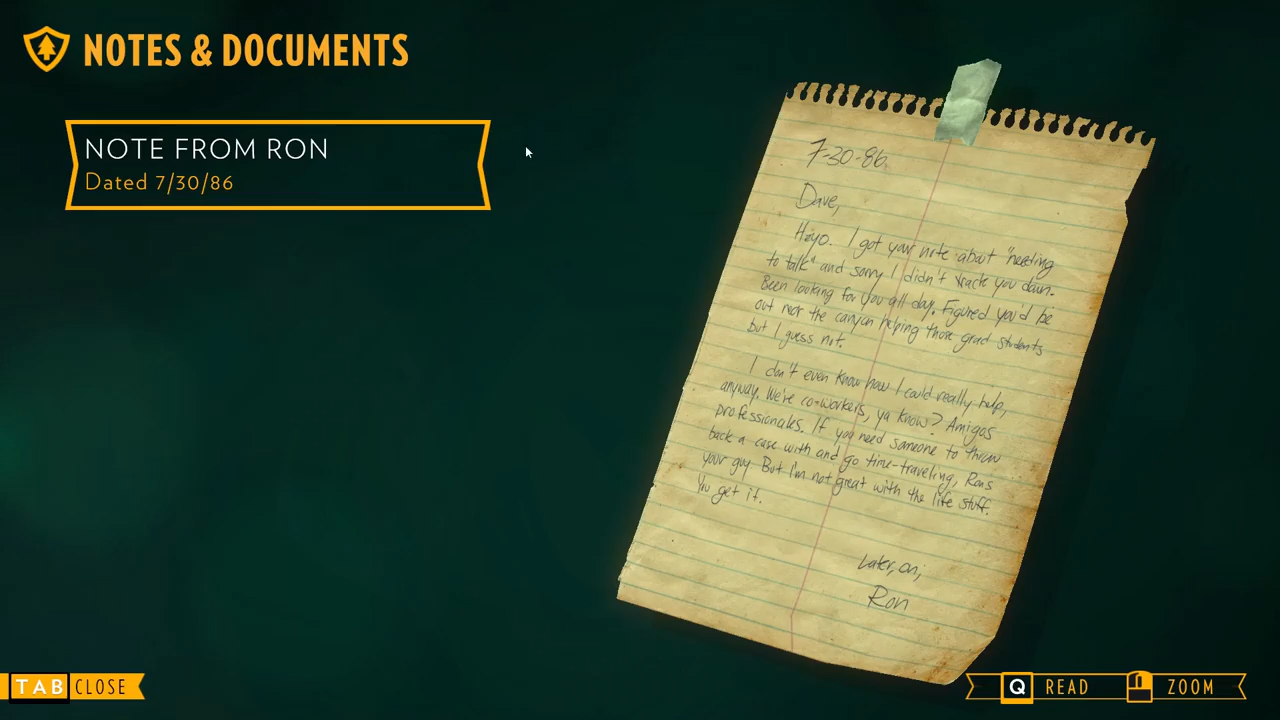 NOTES & DOCUMENTS
NOTE FROM RON
Dated 7/30/86
7-30-86.
Dave,
Heyo. I got your note about "needing
to talk" and sorry I didn't track you down.
Been looking for you all day. Figured you'd be
out near the canyon helping those grad students
but I guess not.
I don't even know how I could really help,
anyway. We're co-workers, ya know? Amigos
professionales. If you need someone to throw
back a case with and go time-traveling, Rons
your guy. But I'm not great with the life stuff.
You get it.
Later, on;
Ron
TAB CLOSE
Q READ
ZOOM